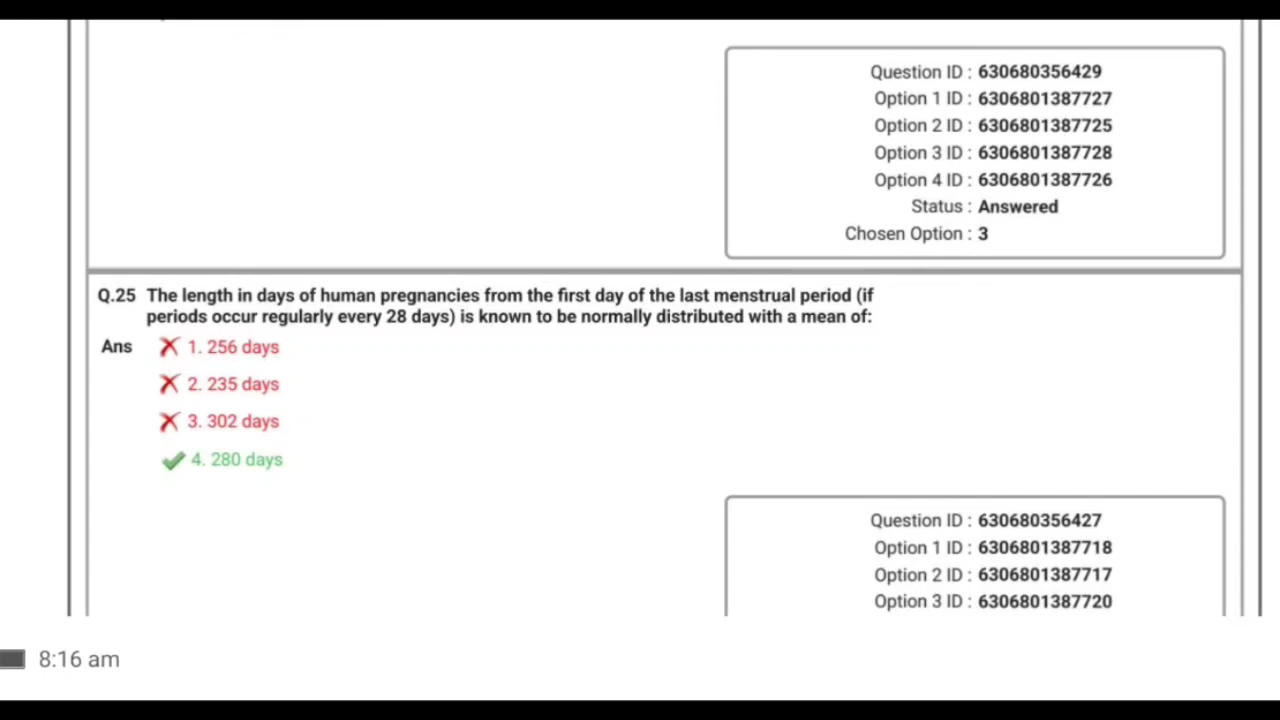 Question ID : 630680356429
Option 1 ID : 6306801387727
Option 2 ID : 6306801387725
Option 3 ID : 6306801387728
Option 4 ID : 6306801387726
Status : Answered
Chosen Option : 3
Q.25 The length in days of human pregnancies from the first day of the last menstrual period (if
periods occur regularly every 28 days) is known to be normally distributed with a mean of:
Ans 1. 256 days
2. 235 days
3. 302 days
4. 280 days
Question ID : 630680356427
Option 1 ID : 6306801387718
Option 2 ID : 6306801387717
Option 3 ID : 6306801387720
8:16 am